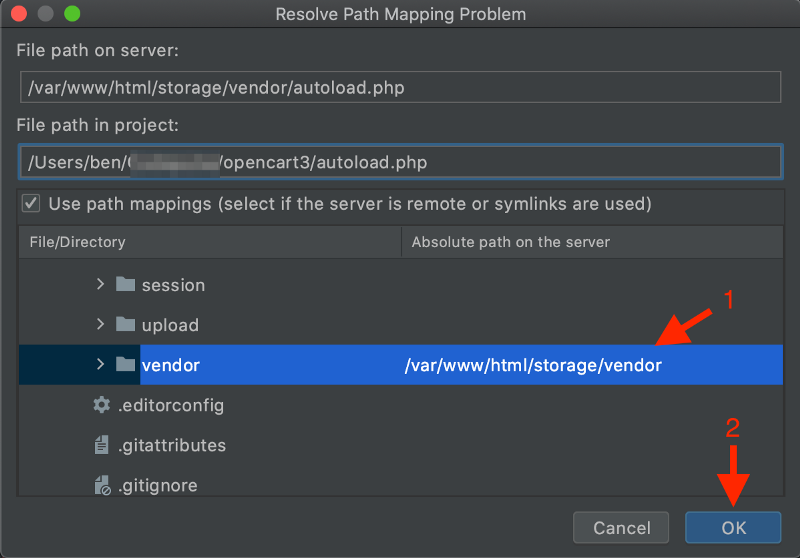 Resolve Path Mapping Problem
File path on server:
/var/www/html/storage/vendor/autoload.php
File path in project:
/Users/ben/ /opencart3/autoload.php
Use path mappings (select if the server is remote or symlinks are used)
File/Directory Absolute path on the server
session
1
upload
vendor /var/www/html/storage/vendor
.editorconfig
2
.gitattributes
.gitignore
Cancel OK